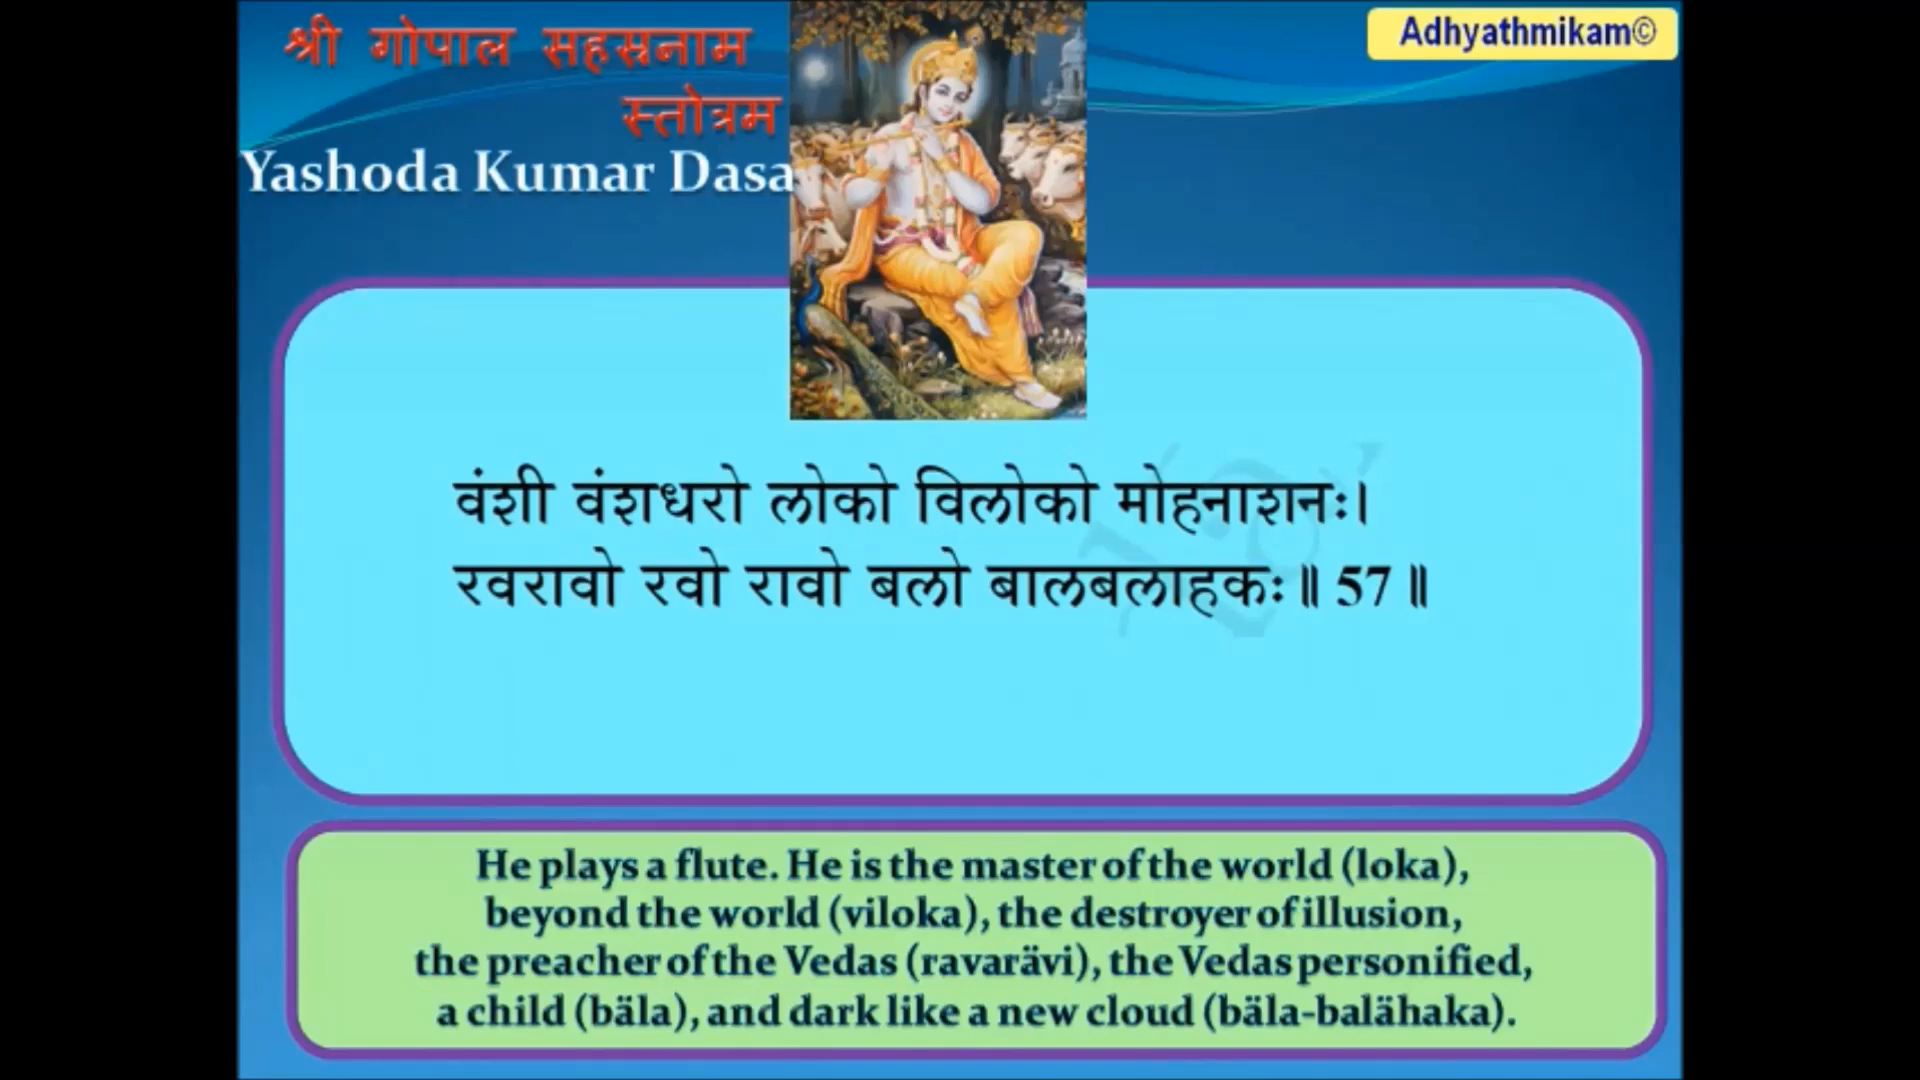 श्री गोपाल सहस्रनाम
स्तोत्रम
Yashoda Kumar Dasa
Adhyathmikam©
वंशी वंशधरो लोको विलोको मोहनाशनः।
रवरावो रवो रावो बलो बालबलाहकः॥ 57 ॥
He plays a flute. He is the master of the world (loka),
beyond the world (viloka), the destroyer of illusion,
the preacher of the Vedas (ravarävi), the Vedas personified,
a child (bäla), and dark like a new cloud (bäla-balähaka).